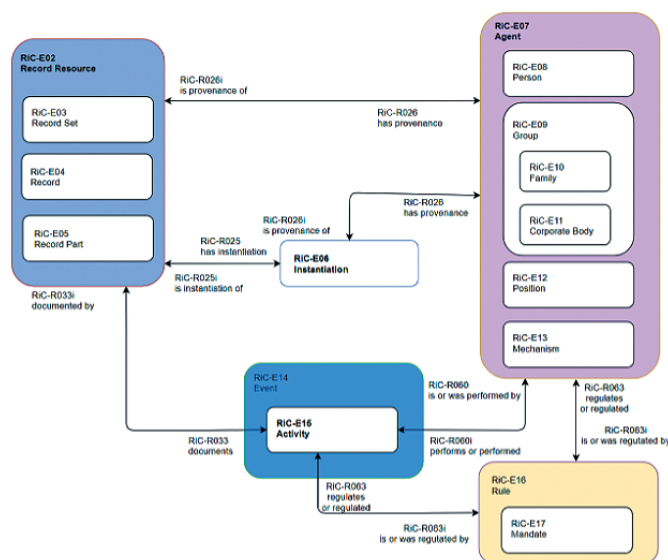 RiC-E02
Record Resource
RiC-E03
Record Set
RiC-E04
Record
RiC-E05
Record Part
RiC-R026i
is provenance of
RiC-R026
has provenance
RiC-E07
Agent
RiC-E08
Person
RiC-E09
Group
RiC-E10
Family
RiC-E11
Corporate Body
RiC-E12
Position
RiC-E13
Mechanism
RiC-R026
has provenance
RiC-R026i
is provenance of
RiC-R025
has instantiation
RiC-R025i
is instantiation of
RiC-E06
Instantiation
RiC-R033i
documented by
RiC-R033
documents
RiC-E14
Event
RiC-E15
Activity
RiC-R060
is or was performed by
RiC-R060i
performs or performed
RiC-R063
regulates
or regulated
RiC-R063i
is or was regutated by
RiC-R063
regulates
or regulated
RiC-R063i
is or was regutated by
RiC-E16
Rule
RiC-E17
Mandate